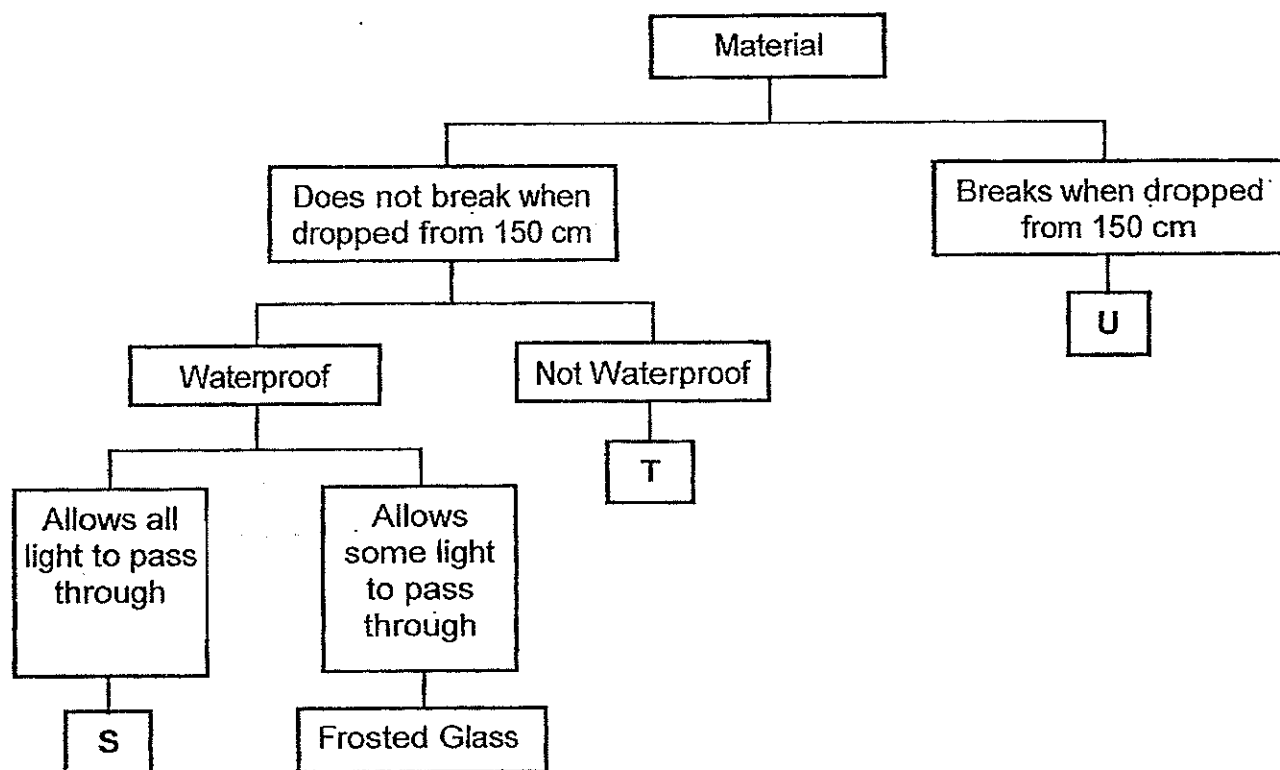 Material
Does not break when
dropped from 150 cm
Breaks when dropped
from 150 cm
U
Waterproof
Not Waterproof
T
Allows all
light to pass
through
Allows
some light
to pass
through
S
Frosted Glass